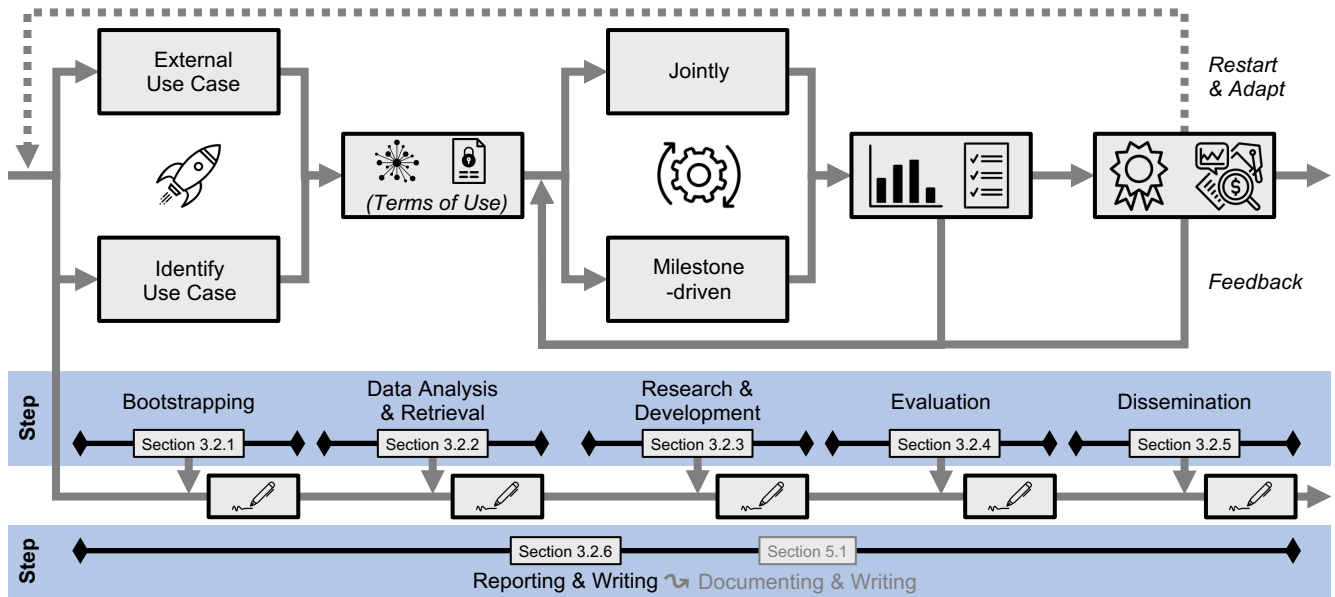 External
Use Case
Jointly
Restart
& Adapt
(Terms of Use)
$
Identify
Use Case
Milestone
-driven
Feedback
Step
Bootstrapping
Data Analysis
& Retrieval
Research &
Development
Evaluation
Dissemination
Section 3.2.1
Section 3.2.2
Section 3.2.3
Section 3.2.4
Section 3.2.5
Step
Section 3.2.6
Section 5.1
Reporting & Writing
Documenting & Writing